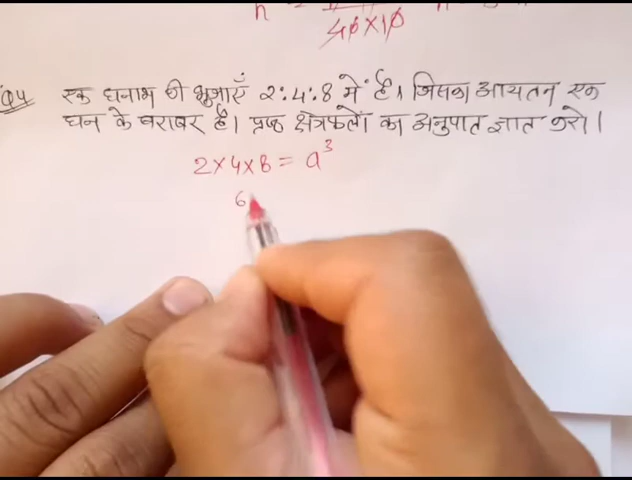 40×10
Q4 एक घनाभ की भुजाएँ 2:4:8 में है। जिसका आयतन एक
घन के बराबर है। पृष्ठ क्षेत्रफलों का अनुपात ज्ञात करो।
2×4×8 = a³
6